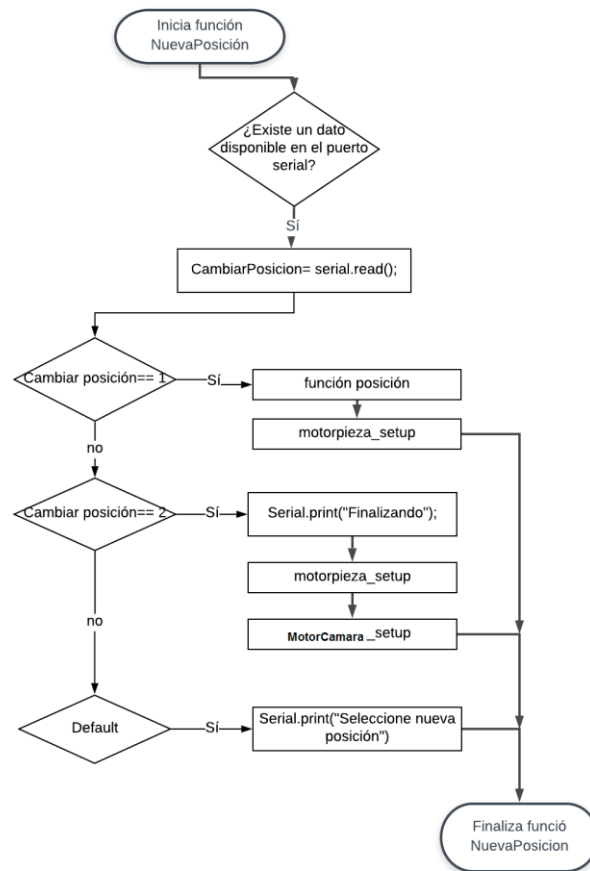 Inicia función
NuevaPosición
¿Existe un dato
disponible en el puerto
serial?
Sí
CambiarPosicion= serial.read();
Cambiar posición== 1
Sí
función posición
motorpieza_setup
no
Cambiar posición== 2
Sí
Serial.print("Finalizando");
motorpieza_setup
MotorCamara_setup
no
Default
Sí
Serial.print("Seleccione nueva
posición")
Finaliza funció
NuevaPosicion